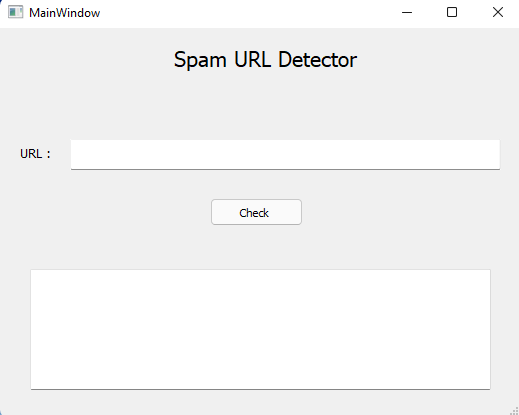 MainWindow
Spam URL Detector
URL :
Check